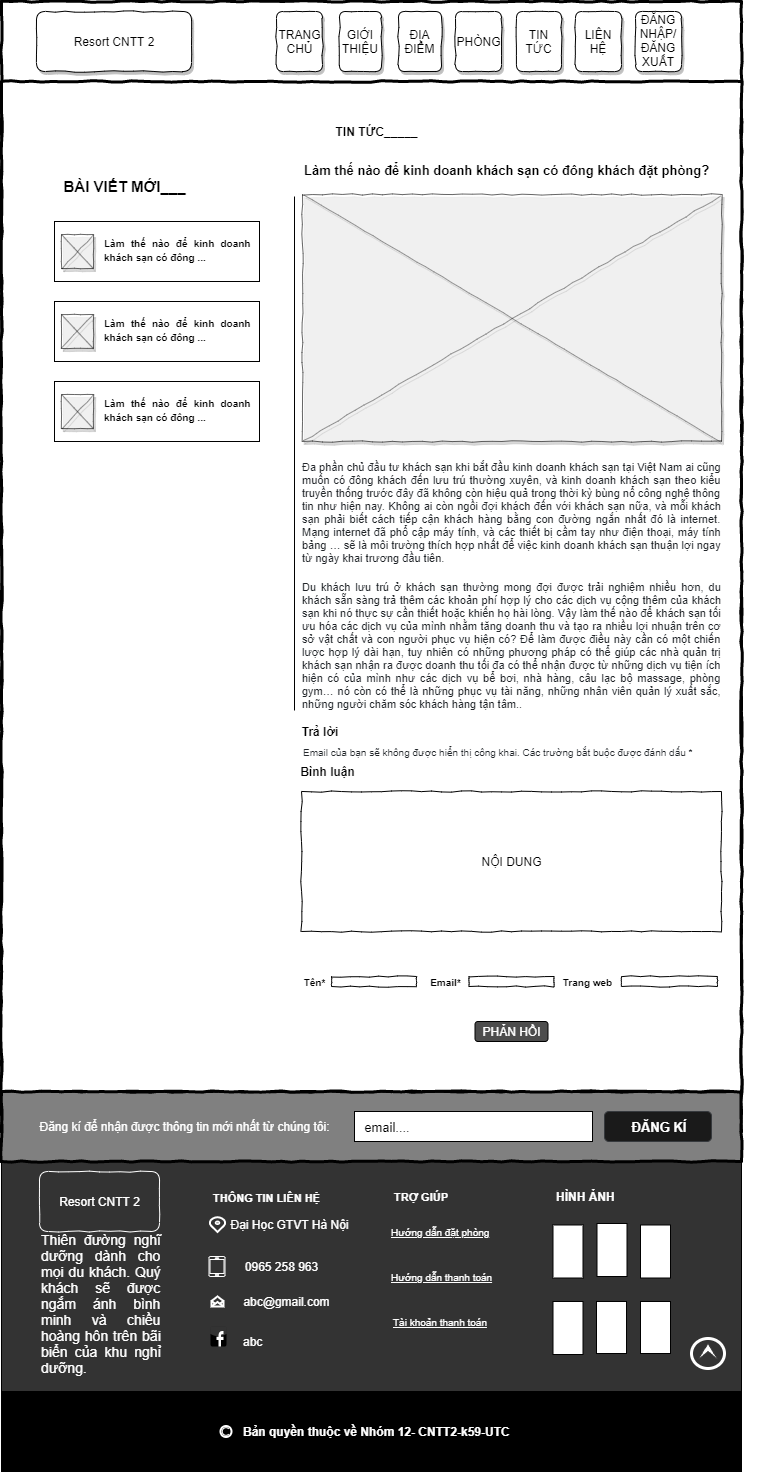 Resort CNTT 2
TRANG
CHỦ
GIỚI
THIỆU
ĐỊA
ĐIỂM
PHÒNG
TIN
TỨC
LIÊN
HỆ
ĐĂNG
NHẬP/
ĐĂNG
XUẤT
TIN TỨC_____
BÀI VIẾT MỚI___
Làm thế nào để kinh doanh
khách sạn có đông ...
Làm thế nào để kinh doanh
khách sạn có đông ...
Làm thế nào để kinh doanh
khách sạn có đông ...
Làm thế nào để kinh doanh khách sạn có đông khách đặt phòng?
Đa phần chủ đầu tư khách sạn khi bắt đầu kinh doanh khách sạn tại Việt Nam ai cũng
muốn có đông khách đến lưu trú thường xuyên, và kinh doanh khách sạn theo kiểu
truyền thống trước đây đã không còn hiệu quả trong thời kỳ bùng nổ công nghệ thông
tin như hiện nay. Không ai còn ngồi đợi khách đến với khách sạn nữa, và mỗi khách
sạn phải biết cách tiếp cận khách hàng bằng con đường ngắn nhất đó là internet.
Mạng internet đã phổ cập máy tính, và các thiết bị cầm tay như điện thoại, máy tính
bảng … sẽ là môi trường thích hợp nhất để việc kinh doanh khách sạn thuận lợi ngay
từ ngày khai trương đầu tiên.
Du khách lưu trú ở khách sạn thường mong đợi được trải nghiệm nhiều hơn, du
khách sẵn sàng trả thêm các khoản phí hợp lý cho các dịch vụ cộng thêm của khách
sạn khi nó thực sự cần thiết hoặc khiến họ hài lòng. Vậy làm thế nào để khách sạn tối
ưu hóa các dịch vụ của mình nhằm tăng doanh thu và tạo ra nhiều lợi nhuận trên cơ
sở vật chất và con người phục vụ hiện có? Để làm được điều này cần có một chiến
lược hợp lý dài hạn, tuy nhiên có những phương pháp có thể giúp các nhà quản trị
khách sạn nhận ra được doanh thu tối đa có thể nhận được từ những dịch vụ tiện ích
hiện có của mình như các dịch vụ bể bơi, nhà hàng, câu lạc bộ massage, phòng
gym… nó còn có thể là những phục vụ tài năng, những nhân viên quản lý xuất sắc,
những người chăm sóc khách hàng tận tâm..
Trả lời
Email của bạn sẽ không được hiển thị công khai. Các trường bắt buộc được đánh dấu *
Bình luận
NỘI DUNG
Tên*
Email*
Trang web
PHẢN HỒI
Đăng kí để nhận được thông tin mới nhất từ chúng tôi:
email....
ĐĂNG KÍ
Resort CNTT 2
Thiên đường nghĩ
dưỡng dành cho
mọi du khách. Quý
khách sẽ được
ngắm ánh bình
minh và chiều
hoàng hôn trên bãi
biển của khu nghỉ
dưỡng.
THÔNG TIN LIÊN HỆ
Đại Học GTVT Hà Nội
0965 258 963
abc@gmail.com
abc
TRỢ GIÚP
Hướng dẫn đặt phòng
Hướng dẫn thanh toán
Tài khoản thanh toán
HÌNH ẢNH
© Bản quyền thuộc về Nhóm 12- CNTT2-k59-UTC